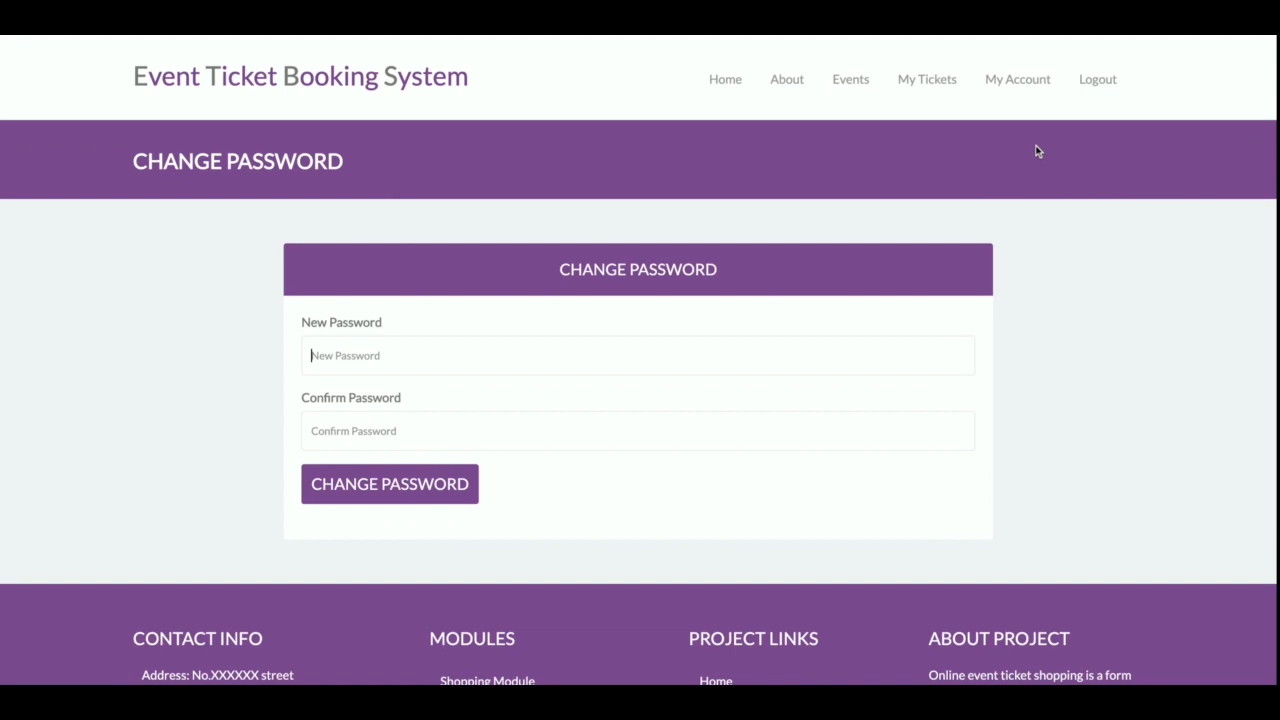 Event Ticket Booking System
Home About Events My Tickets My Account Logout
CHANGE PASSWORD
CHANGE PASSWORD
New Password
New Password
Confirm Password
Confirm Password
CHANGE PASSWORD
CONTACT INFO
Address: No.XXXXXX street
MODULES
Shopping Module
PROJECT LINKS
Home
ABOUT PROJECT
Online event ticket shopping is a form